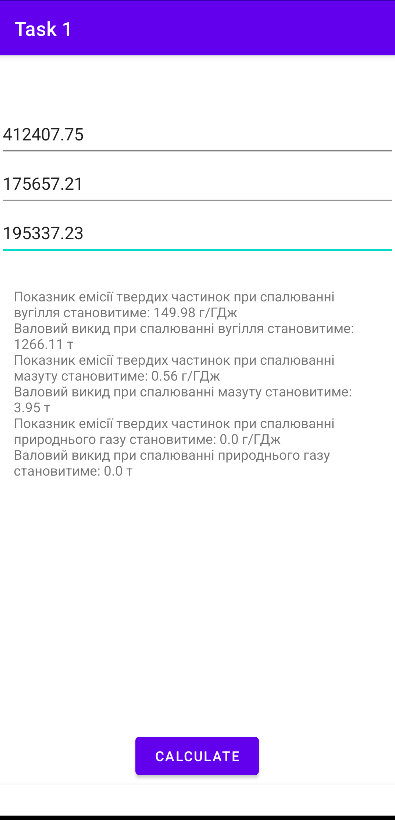 Task 1
412407.75
175657.21
195337.23
Показник емісії твердих частинок при спалюванні
вугілля становитиме: 149.98 г/ГДж
Валовий викид при спалюванні вугілля становитиме:
1266.11 т
Показник емісії твердих частинок при спалюванні
мазуту становитиме: 0.56 г/ГДж
Валовий викид при спалюванні мазуту становитиме:
3.95 т
Показник емісії твердих частинок при спалюванні
природнього газу становитиме: 0.0 г/ГДж
Валовий викид при спалюванні природнього газу
становитиме: 0.0 т
CALCULATE